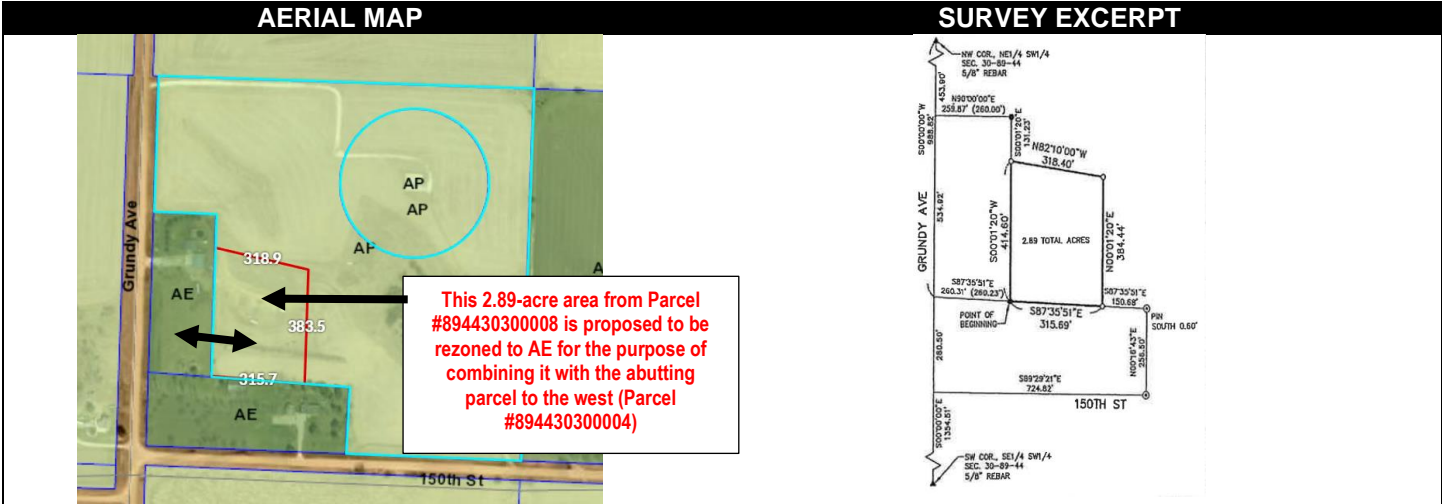 AERIAL MAP
SURVEY EXCERPT
Grundy Ave
AP
AP
AP
318.9
A
AE
383.5
315.7
AE
150th St
This 2.89-acre area from Parcel
#894430300008 is proposed to be
rezoned to AE for the purpose of
combining it with the abutting
parcel to the west (Parcel
#894430300004)
NW COR., NE1/4 SW1/4
SEC. 30-89-44
5/8" REBAR
453.90'
N90°00'00"E
259.87' (260.00')
S00°00'00"W
988.82'
S00°01'20"E
131.23'
N82°10'00"W
318.40'
GRUNDY AVE
534.92'
S00°01'20"W
414.60'
2.89 TOTAL ACRES
N00°01'20"E
384.44'
S87°35'51"E
260.31' (260.23')
POINT OF
BEGINNING
S87°35'51"E
315.69'
S87°35'51"E
150.68'
PIN
SOUTH 0.60'
260.50'
N00°16'43"E
256.50'
S89°29'21"E
724.82'
150TH ST
S00°00'00"E
1354.51'
SW COR., SE1/4 SW1/4
SEC. 30-89-44
5/8" REBAR